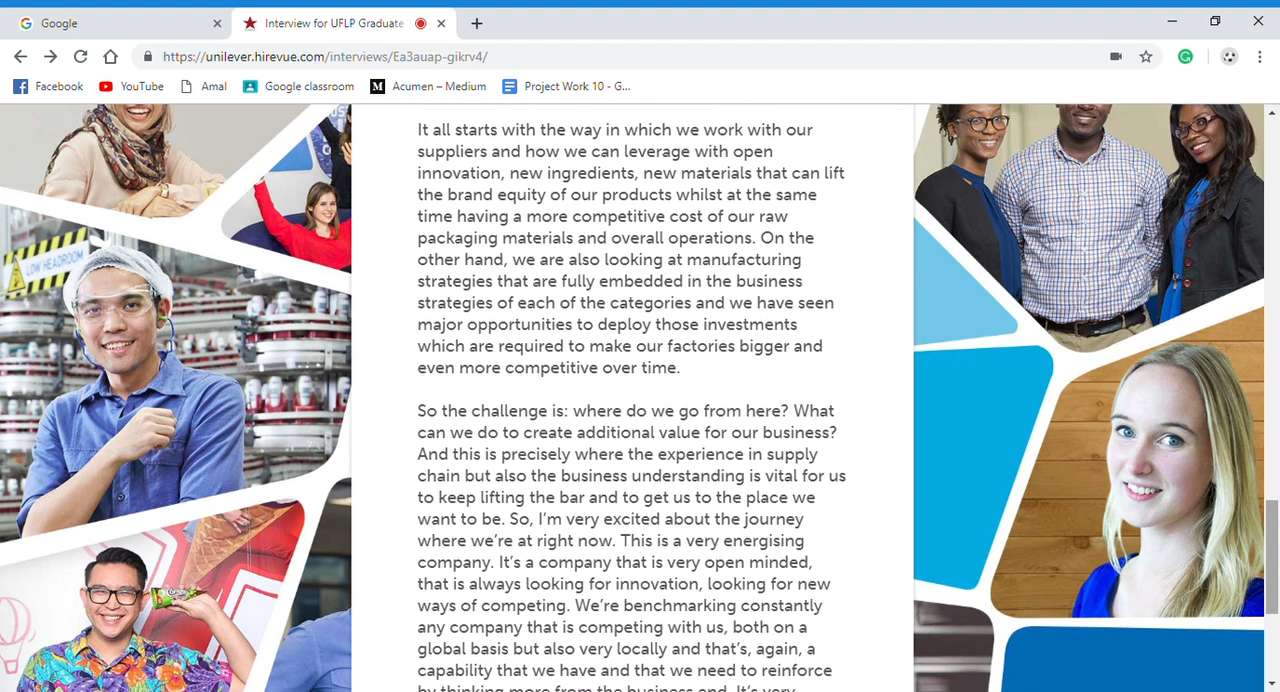 Google
Interview for UFLP Graduate
https://unilever.hirevue.com/interviews/Ea3auap-gikrv4/
Facebook
YouTube
Amal
Google classroom
Acumen – Medium
Project Work 10 - G...
It all starts with the way in which we work with our
suppliers and how we can leverage with open
innovation, new ingredients, new materials that can lift
the brand equity of our products whilst at the same
time having a more competitive cost of our raw
packaging materials and overall operations. On the
other hand, we are also looking at manufacturing
strategies that are fully embedded in the business
strategies of each of the categories and we have seen
major opportunities to deploy those investments
which are required to make our factories bigger and
even more competitive over time.
So the challenge is: where do we go from here? What
can we do to create additional value for our business?
And this is precisely where the experience in supply
chain but also the business understanding is vital for us
to keep lifting the bar and to get us to the place we
want to be. So, I'm very excited about the journey
where we're at right now. This is a very energising
company. It's a company that is very open minded,
that is always looking for innovation, looking for new
ways of competing. We're benchmarking constantly
any company that is competing with us, both on a
global basis but also very locally and that's, again, a
capability that we have and that we need to reinforce
by thinking more from the business end. It's very
LOW HEADROOM